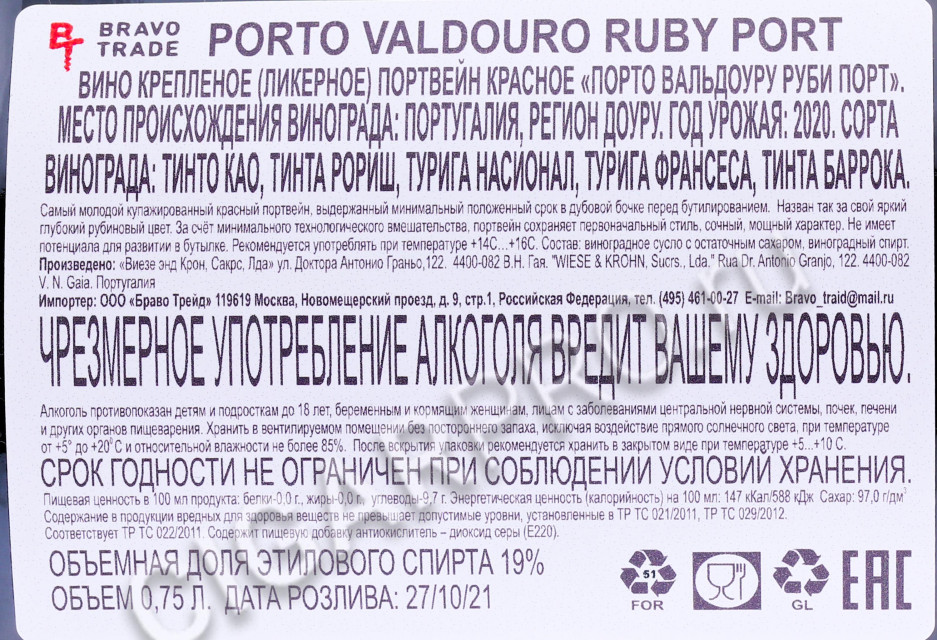 BRAVO TRADE
PORTO VALDOURO RUBY PORT
ВИНО КРЕПЛЕНОЕ (ЛИКЕРНОЕ) ПОРТВЕЙН КРАСНОЕ «ПОРТО ВАЛЬДОУРУ РУБИ ПОРТ».
МЕСТО ПРОИСХОЖДЕНИЯ ВИНОГРАДА: ПОРТУГАЛИЯ, РЕГИОН ДОУРУ. ГОД УРОЖАЯ: 2020. СОРТА
ВИНОГРАДА: ТИНТО КАО, ТИНТА РОРИШ, ТУРИГА НАСИОНАЛ, ТУРИГА ФРАНСЕСА, ТИНТА БАРРОКА.
Самый молодой купажированный красный портвейн, выдержанный минимальный положенный срок в дубовой бочке перед бутилированием. Назван так за свой яркий
глубокий рубиновый цвет. За счёт минимального технологического вмешательства, портвейн сохраняет первоначальный стиль, сочный, мощный характер. Не имеет
потенциала для развитии в бутылке. Рекомендуется употреблять при температуре +14С...+16С. Состав: виноградное сусло с остаточным сахаром, виноградный спирт.
Произведено: «Виезе энд Крон, Сакрс, Лда» ул. Доктора Антонио Граньо,122. 4400-082 В.Н. Гая. "WIESE & KROHN, Sucrs., Lda." Rua Dr. Antonio Granjo, 122. 4400-082
V. N. Gaia. Португалия
Импортер: ООО «Браво Трейд» 119619 Москва, Новомещерский проезд, д. 9, стр.1, Российская Федерация, тел. (495) 461-00-27 E-mail: Bravo_traid@mail.ru
ЧРЕЗМЕРНОЕ УПОТРЕБЛЕНИЕ АЛКОГОЛЯ ВРЕДИТ ВАШЕМУ ЗДОРОВЬЮ.
Алкоголь противопоказан детям и подросткам до 18 лет, беременным и кормящим женщинам, лицам с заболеваниями центральной нервной системы, почек, печени
и других органов пищеварения. Хранить в вентилируемом помещении без постороннего запаха, исключая воздействие прямого солнечного света, при температуре
от +5° до +20°С и относительной влажности не более 85%. После вскрытия упаковки рекомендуется хранить в закрытом виде при температуре +5...+10 С.
СРОК ГОДНОСТИ НЕ ОГРАНИЧЕН ПРИ СОБЛЮДЕНИИ УСЛОВИЙ ХРАНЕНИЯ.
Пищевая ценность в 100 мл продукта: белки-0,0 г., жиры-0,0 г., углеводы-9,7 г. Энергетическая ценность (калорийность) на 100 мл: 147 кКал/588 кДж Сахар: 97,0 г/дм³
Содержание в продукции вредных для здоровья веществ не превышает допустимые уровни, установленные в ТР ТС 021/2011, ТР ТС 029/2012.
Соответствует ТР ТС 022/2011. Содержит пищевую добавку антиокислитель – диоксид серы (Е220).
ОБЪЕМНАЯ ДОЛЯ ЭТИЛОВОГО СПИРТА 19%
ОБЪЕМ 0,75 Л. ДАТА РОЗЛИВА: 27/10/21
51
FOR
GL
EAC
CIGARPRO.ru